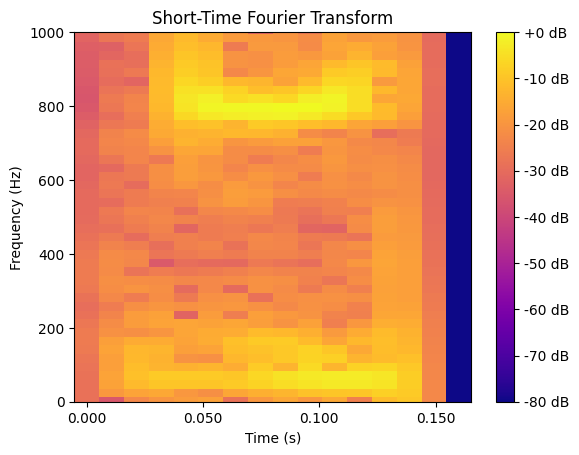 Short-Time Fourier Transform
Frequency (Hz)
1000
800
600
400
200
0
0.000
0.050
0.100
0.150
Time (s)
+0 dB
-10 dB
-20 dB
-30 dB
-40 dB
-50 dB
-60 dB
-70 dB
-80 dB